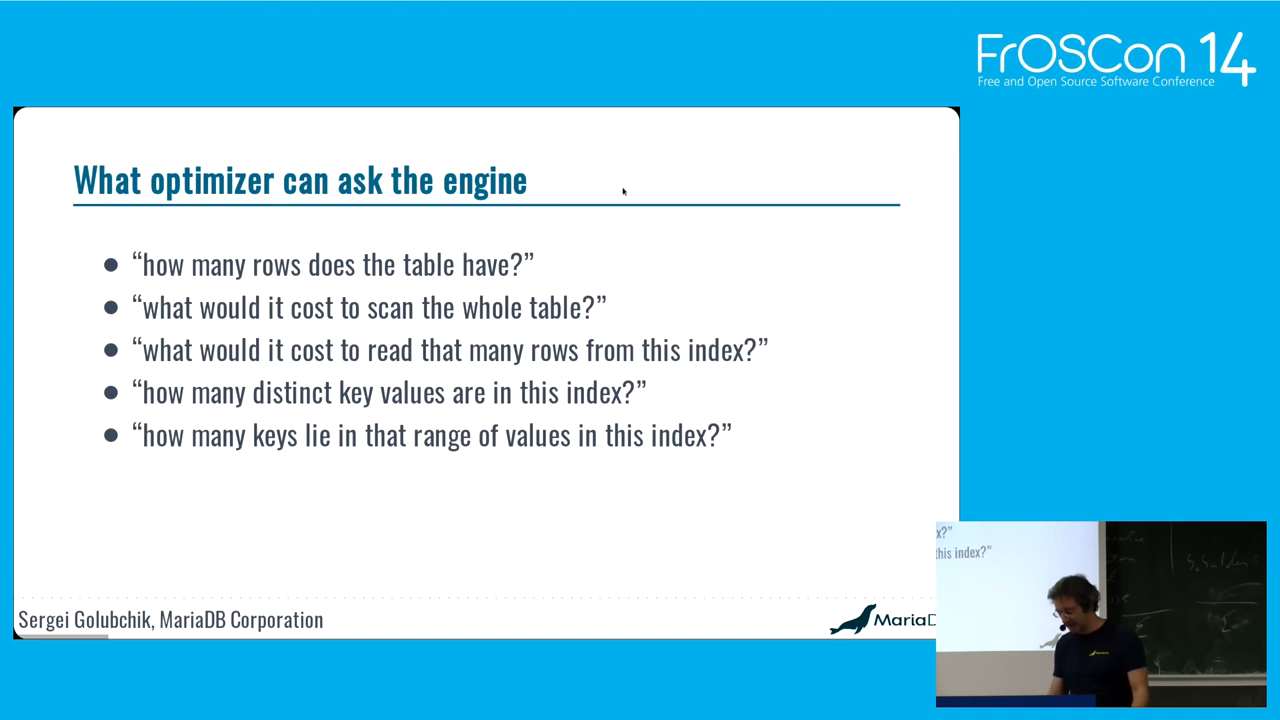 FrOSCon 14
Free and Open Source Software Conference
What optimizer can ask the engine
● “how many rows does the table have?”
● “what would it cost to scan the whole table?”
● “what would it cost to read that many rows from this index?”
● “how many distinct key values are in this index?”
● “how many keys lie in that range of values in this index?”
Sergei Golubchik, MariaDB Corporation
MariaD
x?”
this index?”